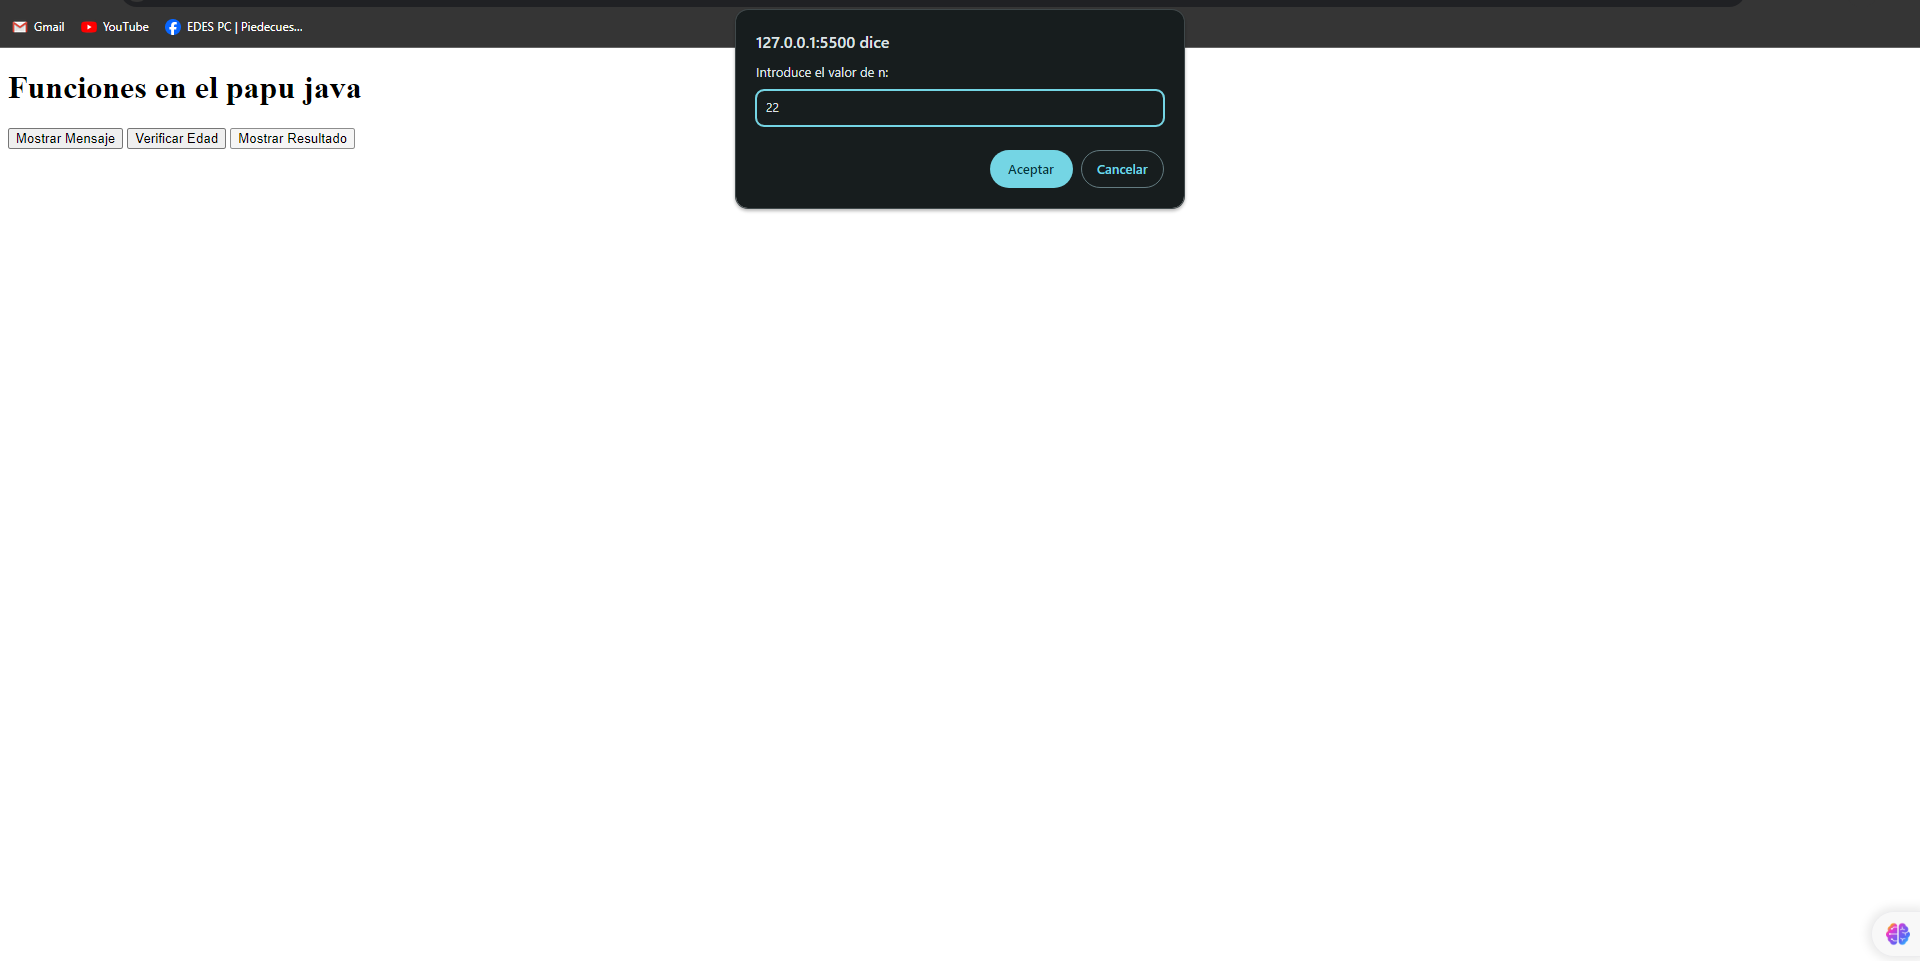 Gmail YouTube EDES PC | Piedecues...
127.0.0.1:5500 dice
Introduce el valor de n:
22
Aceptar Cancelar
Funciones en el papu java
Mostrar Mensaje Verificar Edad Mostrar Resultado